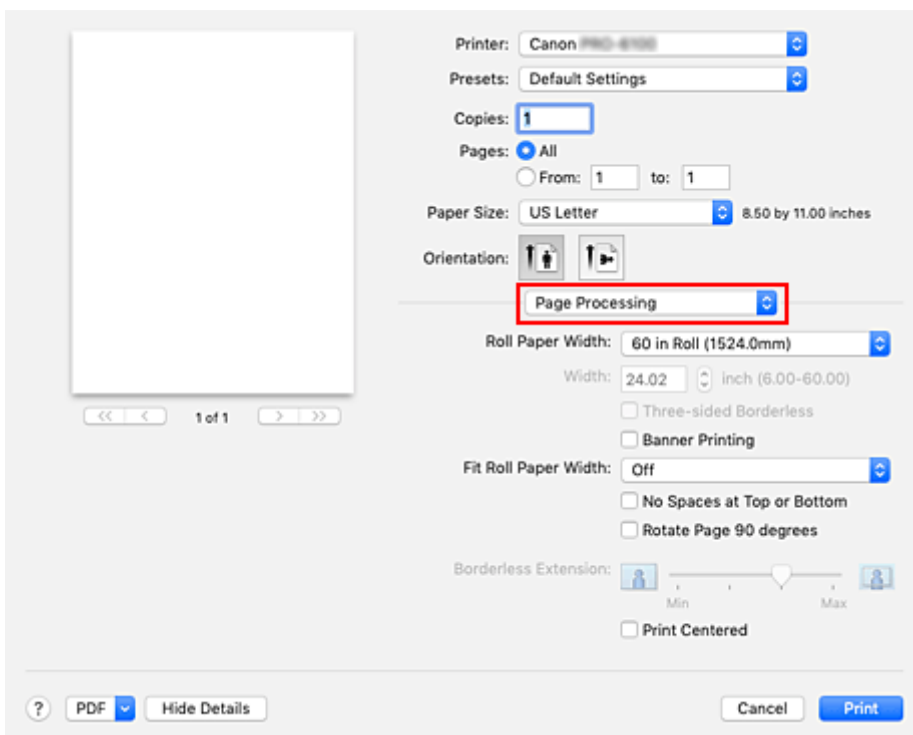 Printer: Canon
Presets: Default Settings
Copies: 1
Pages: All
From: 1 to: 1
Paper Size: US Letter 8.50 by 11.00 inches
Orientation:
Page Processing
Roll Paper Width: 60 in Roll (1524.0mm)
Width: 24.02 inch (6.00-60.00)
Three-sided Borderless
Banner Printing
<< < 1 of 1 > >>
Fit Roll Paper Width: Off
No Spaces at Top or Bottom
Rotate Page 90 degrees
Borderless Extension:
Min Max
Print Centered
? PDF Hide Details Cancel Print